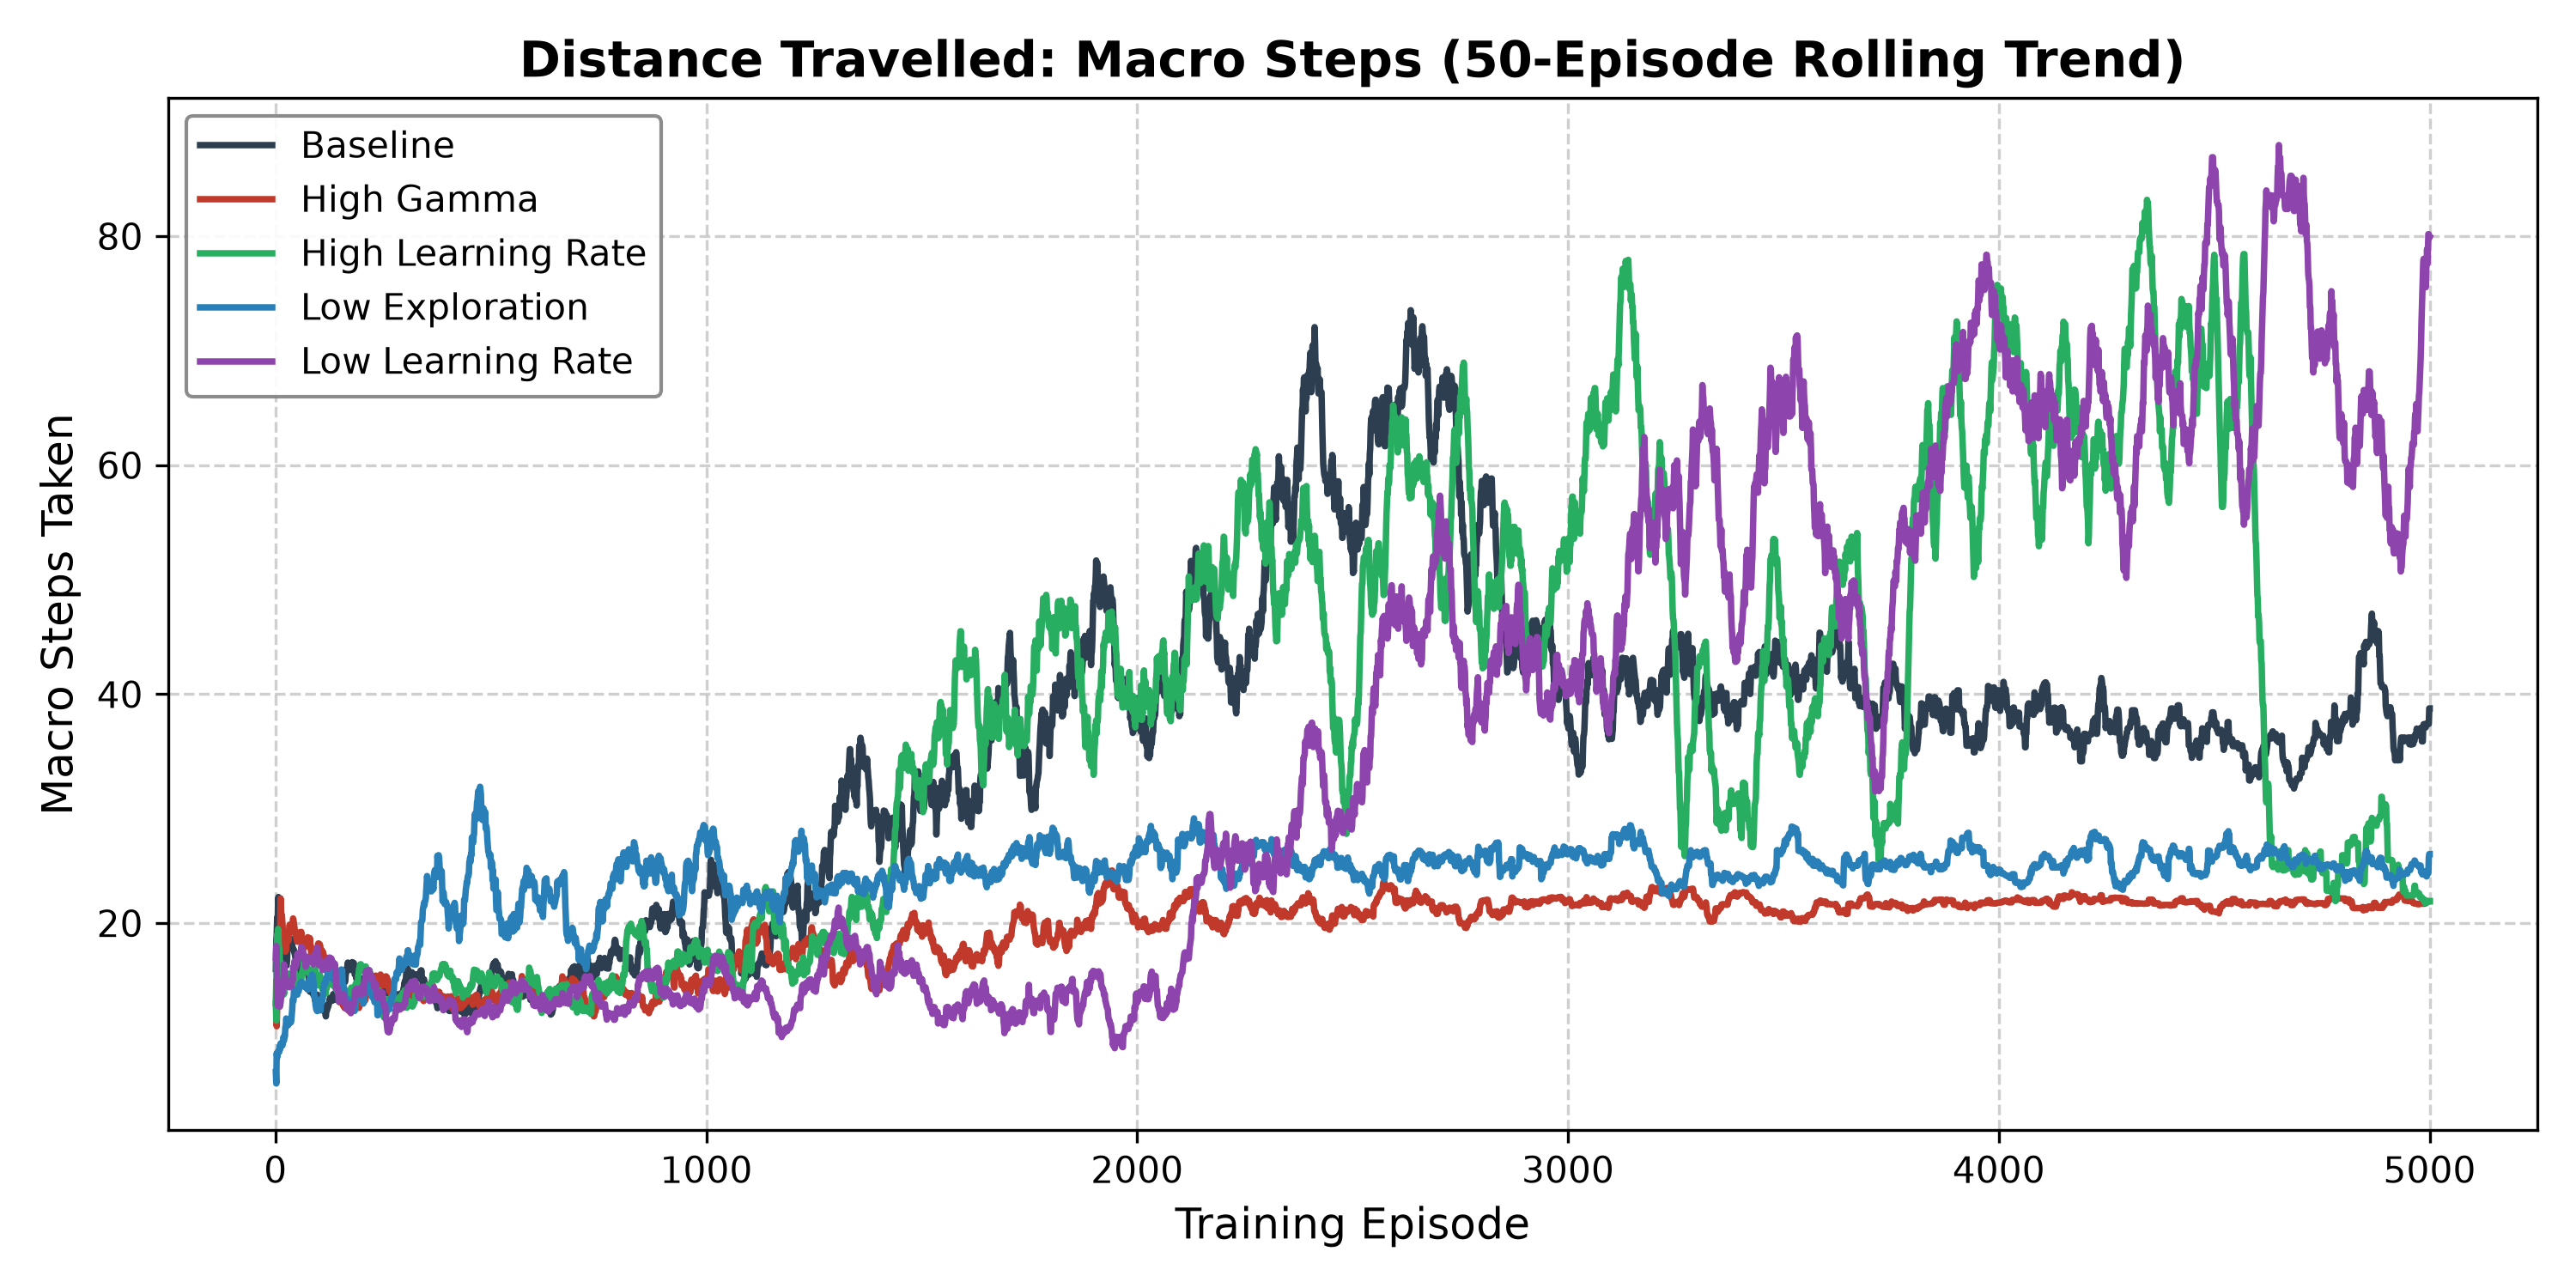 Distance Travelled: Macro Steps (50-Episode Rolling Trend)
Baseline
High Gamma
High Learning Rate
Low Exploration
Low Learning Rate
Macro Steps Taken
80
60
40
20
0 1000 2000 3000 4000 5000
Training Episode